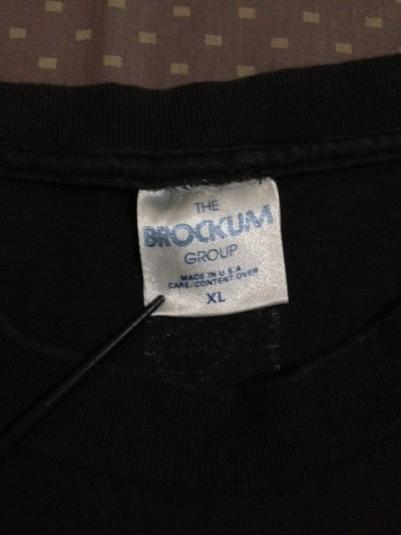 THE
BROCKUM
GROUP
MADE IN U.S.A
CARE/CONTENT OVER
XL